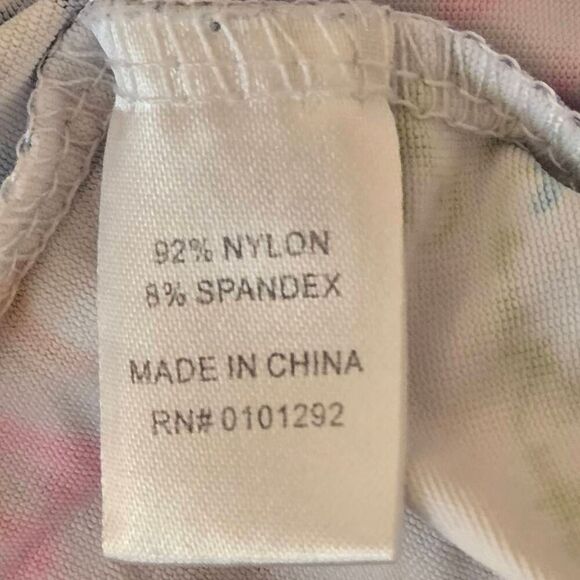 92% NYLON
8% SPANDEX
MADE IN CHINA
RN# 0101292